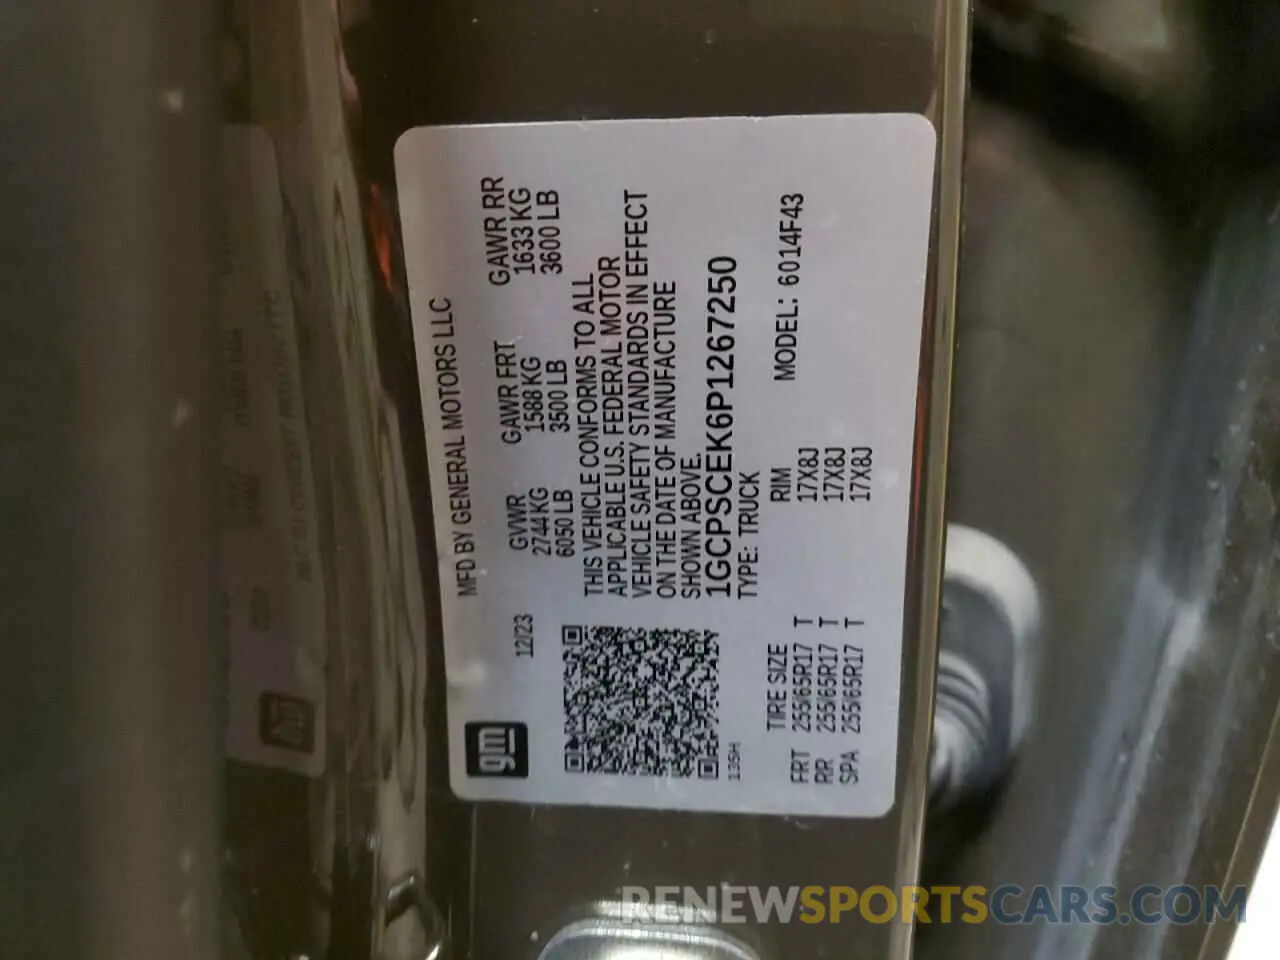 MFD BY GENERAL MOTORS LLC
gm
12/23
GVWR GAWR FRT GAWR RR
2744 KG 1588 KG 1633 KG
6050 LB 3500 LB 3600 LB
THIS VEHICLE CONFORMS TO ALL
APPLICABLE U.S. FEDERAL MOTOR
VEHICLE SAFETY STANDARDS IN EFFECT
ON THE DATE OF MANUFACTURE
SHOWN ABOVE.
1GCPSCEK6P1267250
TYPE: TRUCK
135H
TIRE SIZE RIM MODEL: 6014F43
FRT 255/65R17 T 17X8J
RR 255/65R17 T 17X8J
SPA 255/65R17 T 17X8J
RENEWSPORTSCARS.COM